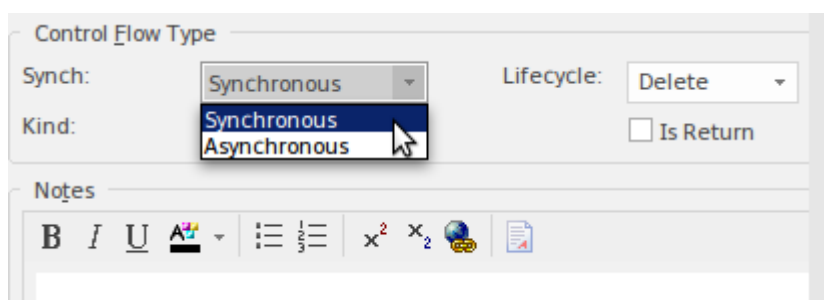 Control Flow Type
Synch: Synchronous Lifecycle: Delete
Kind: Synchronous Is Return
Asynchronous
Notes
B I U A x² x₂